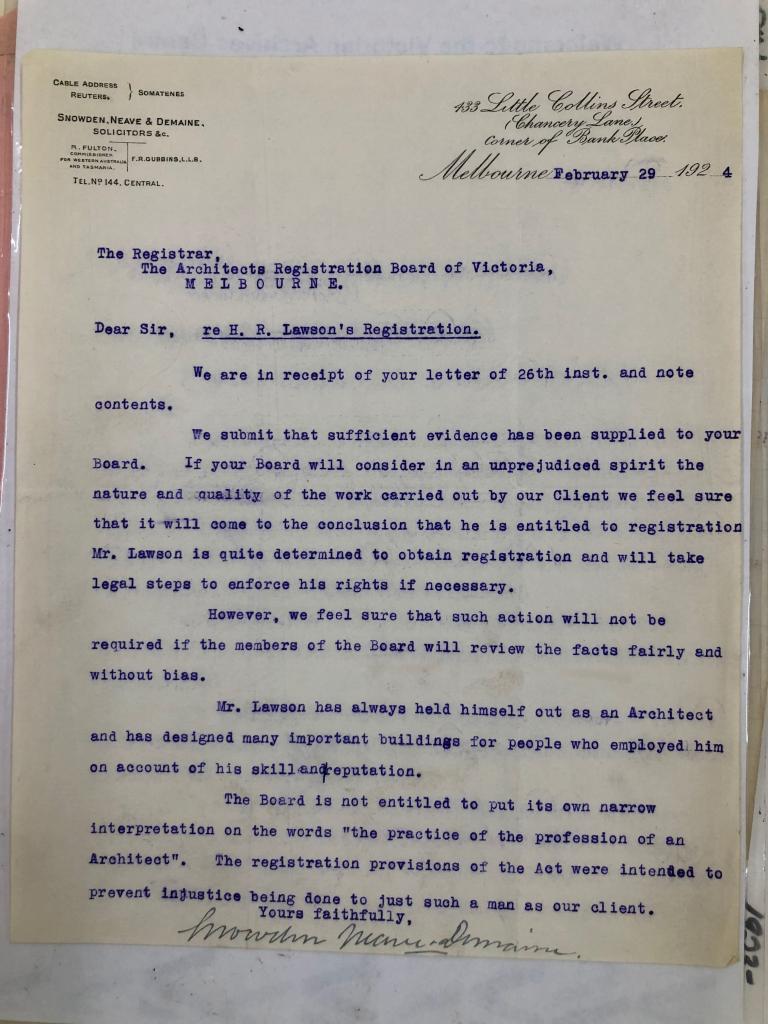 CABLE ADDRESS
REUTERS. } SOMATENES
SNOWDEN, NEAVE & DEMAINE.
SOLICITORS &c.
R. FULTON.
COMMISSIONER
FOR WESTERN AUSTRALIA
AND TASMANIA.
F.R. GUBBINS, L.L.B.
TEL. No 144, CENTRAL.
433 Little Collins Street.
(Chancery Lane)
corner of Bank Place.
Melbourne February 29 1924
The Registrar,
The Architects Registration Board of Victoria,
MELBOURNE.
Dear Sir, re H. R. Lawson's Registration.
We are in receipt of your letter of 26th inst. and note
contents.
We submit that sufficient evidence has been supplied to your
Board. If your Board will consider in an unprejudiced spirit the
nature and quality of the work carried out by our Client we feel sure
that it will come to the conclusion that he is entitled to registration
Mr. Lawson is quite determined to obtain registration and will take
legal steps to enforce his rights if necessary.
However, we feel sure that such action will not be
required if the members of the Board will review the facts fairly and
without bias.
Mr. Lawson has always held himself out as an Architect
and has designed many important buildings for people who employed him
on account of his skill and reputation.
The Board is not entitled to put its own narrow
interpretation on the words "the practice of the profession of an
Architect". The registration provisions of the Act were intended to
prevent injustice being done to just such a man as our client.
Yours faithfully,
Snowden Neave & Demaine.